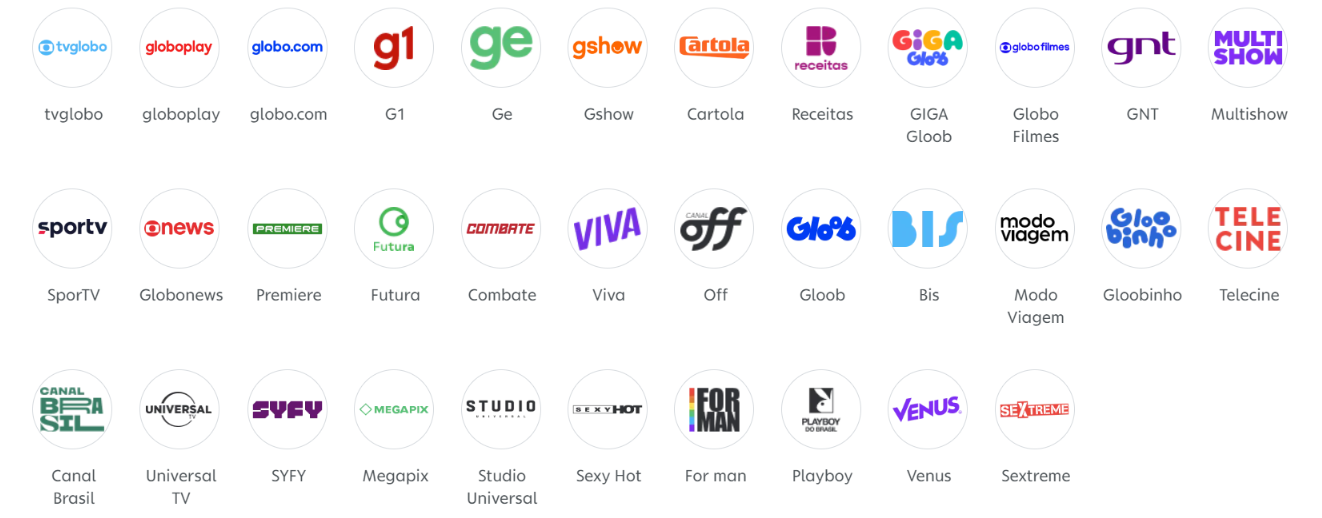 tvglobo
globoplay
globo.com
g1
ge
gshow
Cartola
receitas
GiGA
Gloob
globofilmes
gnt
MULTI
SHOW
tvglobo
globoplay
globo.com
G1
Ge
Gshow
Cartola
Receitas
GIGA
Gloob
Globo
Filmes
GNT
Multishow
sportv
news
PREMIERE
Futura
COMBATE
VIVA
CANAL
off
Gloob
BIS
modo
viagem
Gloo
binho
TELE
CINE
SporTV
Globonews
Premiere
Futura
Combate
Viva
Off
Gloob
Bis
Modo
Viagem
Gloobinho
Telecine
CANAL
BRA
SIL
UNIVERSAL
TV
SYFY
MEGAPIX
STUDIO
UNIVERSAL
SEXYHOT
FOR
MAN
PLAYBOY
DO BRASIL
VENUS
SEXTREME
Canal
Brasil
Universal
TV
SYFY
Megapix
Studio
Universal
Sexy Hot
For man
Playboy
Venus
Sextreme